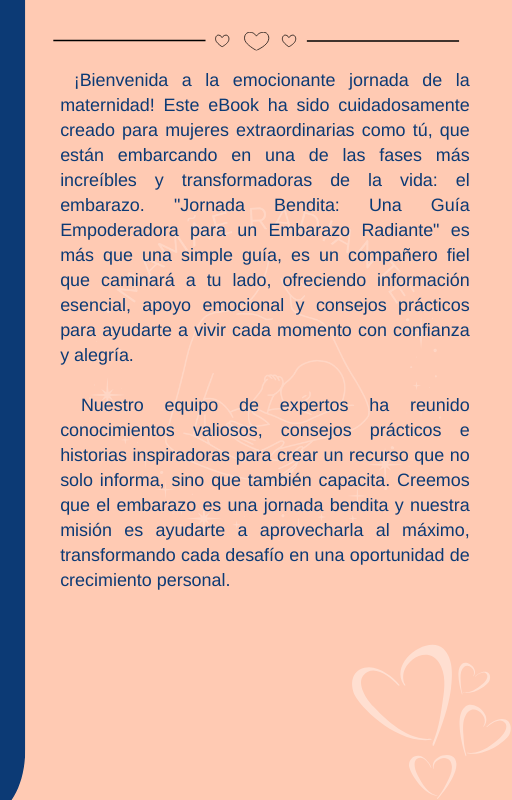 ¡Bienvenida a la emocionante jornada de la
maternidad! Este eBook ha sido cuidadosamente
creado para mujeres extraordinarias como tú, que
están embarcando en una de las fases más
increíbles y transformadoras de la vida: el
embarazo. "Jornada Bendita: Una Guía
Empoderadora para un Embarazo Radiante" es
más que una simple guía, es un compañero fiel
que caminará a tu lado, ofreciendo información
esencial, apoyo emocional y consejos prácticos
para ayudarte a vivir cada momento con confianza
y alegría.
Nuestro equipo de expertos ha reunido
conocimientos valiosos, consejos prácticos e
historias inspiradoras para crear un recurso que no
solo informa, sino que también capacita. Creemos
que el embarazo es una jornada bendita y nuestra
misión es ayudarte a aprovecharla al máximo,
transformando cada desafío en una oportunidad de
crecimiento personal.